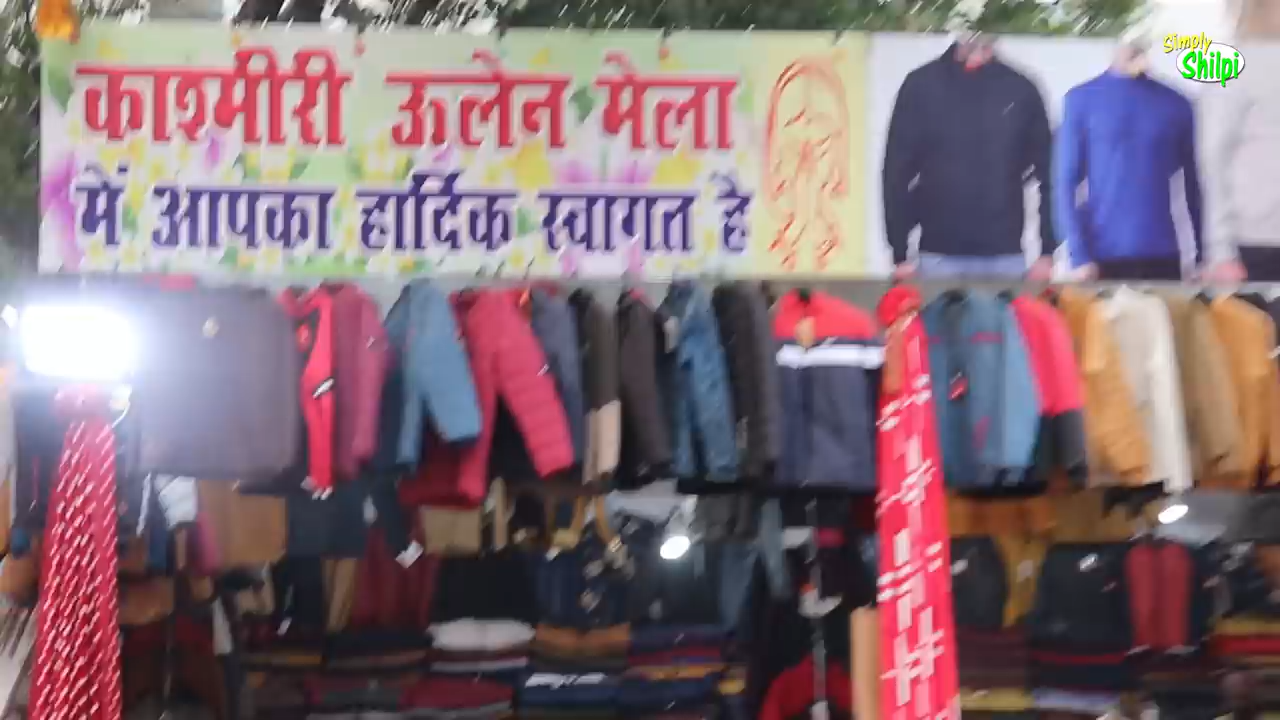 काश्मीरी ऊलेन मेला
में आपका हार्दिक स्वागत है
Simply
Shilpi